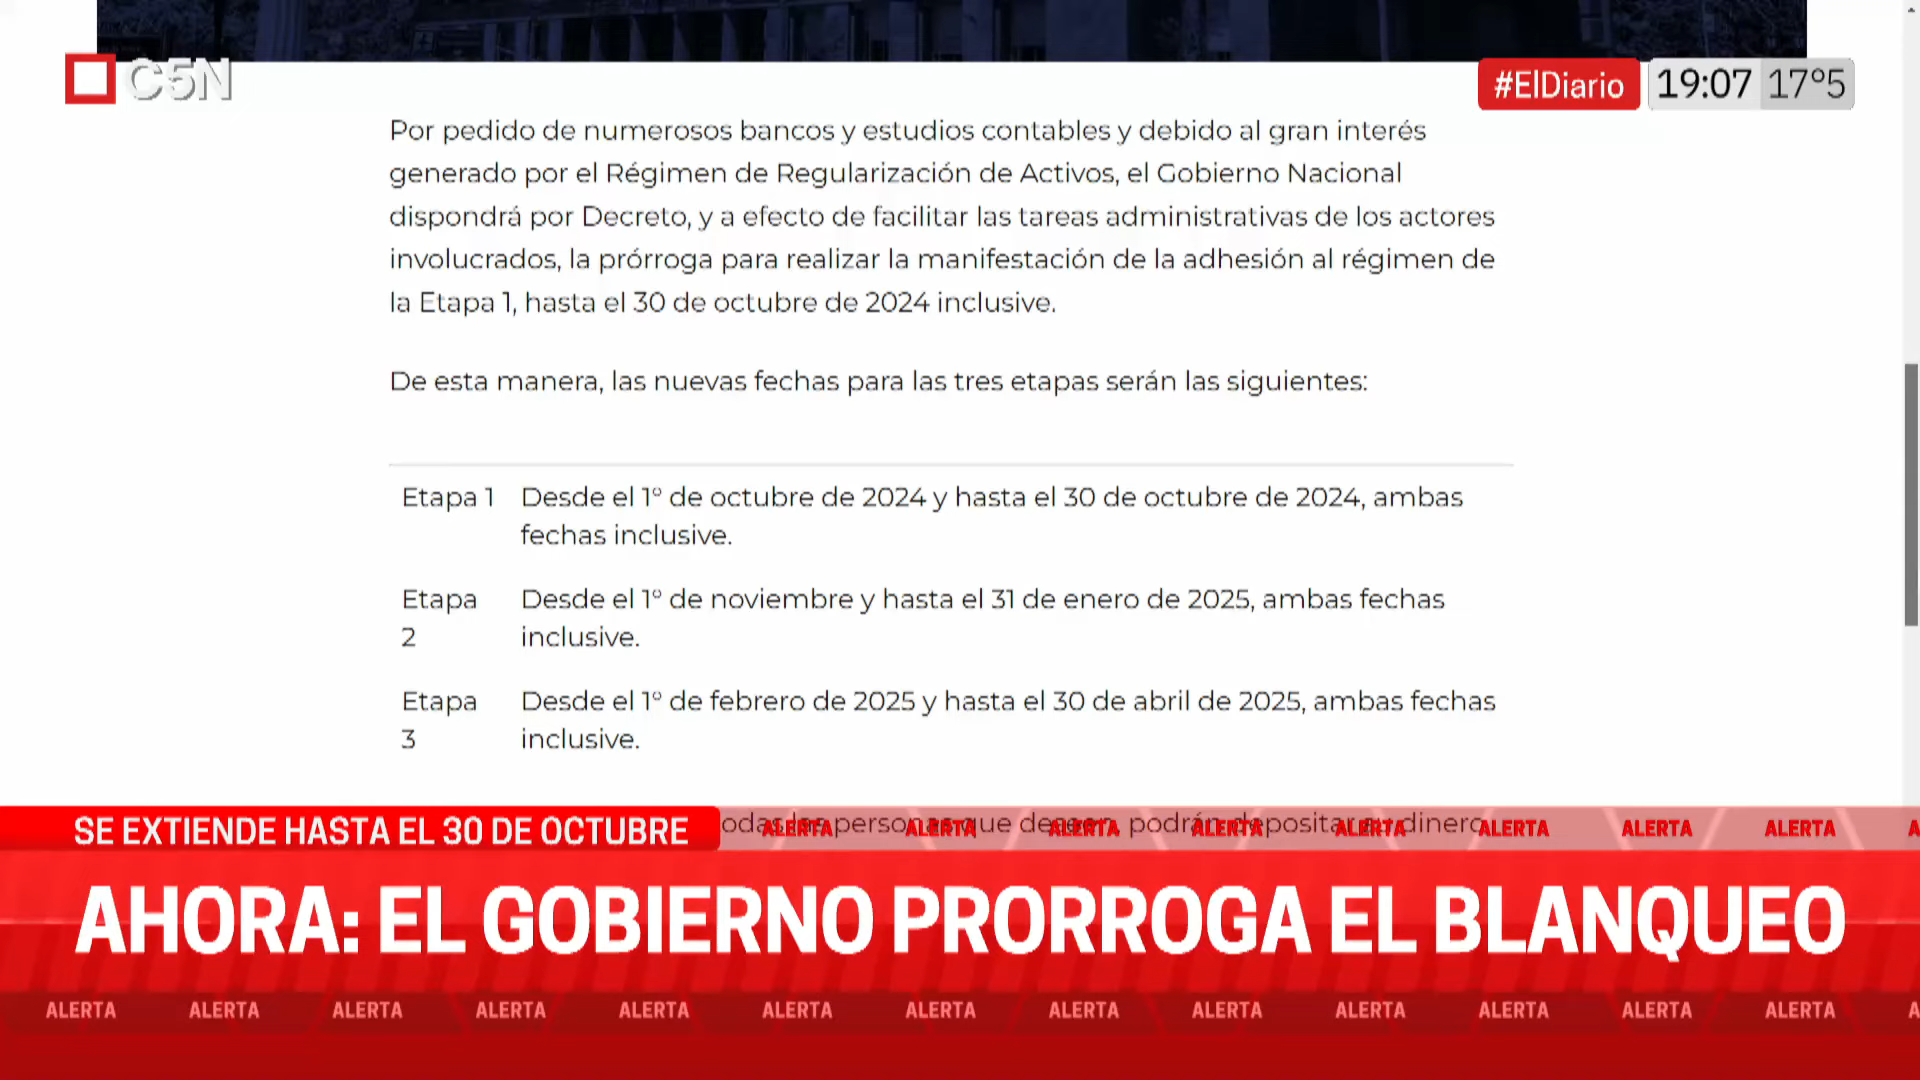 C5N
#ElDiario 19:07 17°5
Por pedido de numerosos bancos y estudios contables y debido al gran interés
generado por el Régimen de Regularización de Activos, el Gobierno Nacional
dispondrá por Decreto, y a efecto de facilitar las tareas administrativas de los actores
involucrados, la prórroga para realizar la manifestación de la adhesión al régimen de
la Etapa 1, hasta el 30 de octubre de 2024 inclusive.
De esta manera, las nuevas fechas para las tres etapas serán las siguientes:
Etapa 1 Desde el 1° de octubre de 2024 y hasta el 30 de octubre de 2024, ambas
fechas inclusive.
Etapa Desde el 1° de noviembre y hasta el 31 de enero de 2025, ambas fechas
2 inclusive.
Etapa Desde el 1° de febrero de 2025 y hasta el 30 de abril de 2025, ambas fechas
3 inclusive.
SE EXTIENDE HASTA EL 30 DE OCTUBRE
que podrán dinero
ALERTA ALERTA ALERTA ALERTA ALERTA ALERTA ALERTA ALERTA
AHORA: EL GOBIERNO PRORROGA EL BLANQUEO
ALERTA ALERTA ALERTA ALERTA ALERTA ALERTA ALERTA ALERTA ALERTA ALERTA ALERTA ALERTA ALERTA